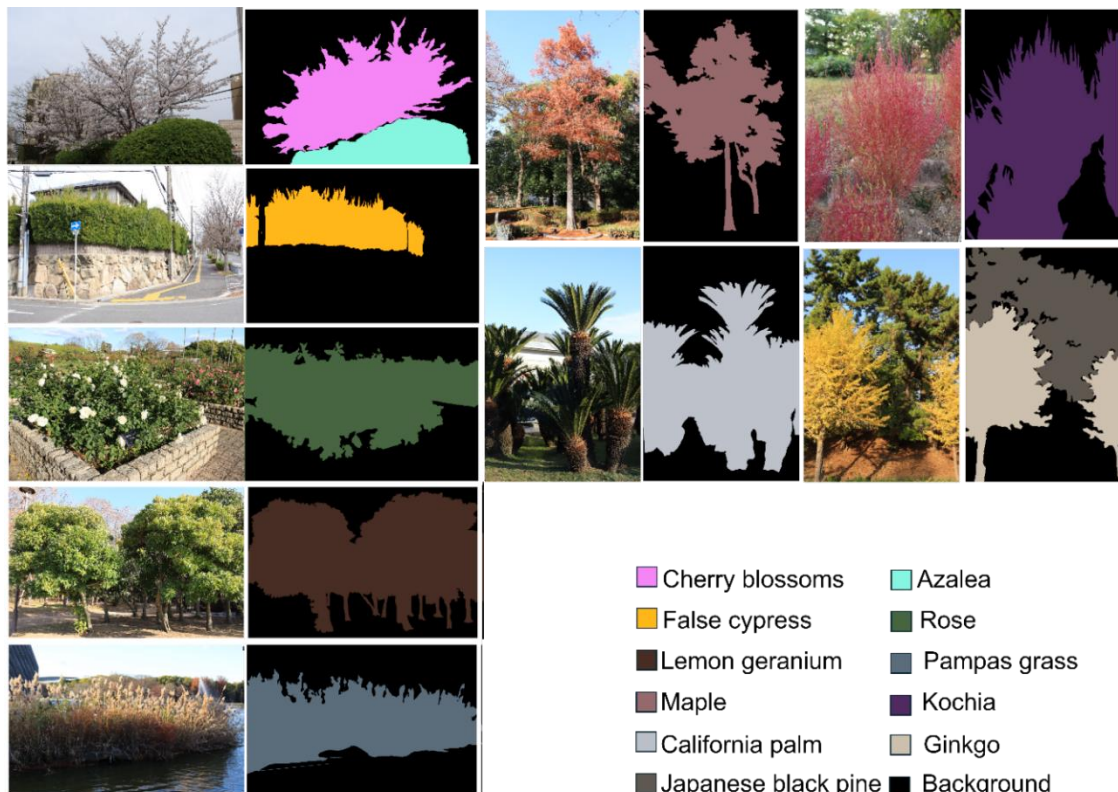 Cherry blossoms Azalea
False cypress Rose
Lemon geranium Pampas grass
Maple Kochia
California palm Ginkgo
Japanese black pine Background